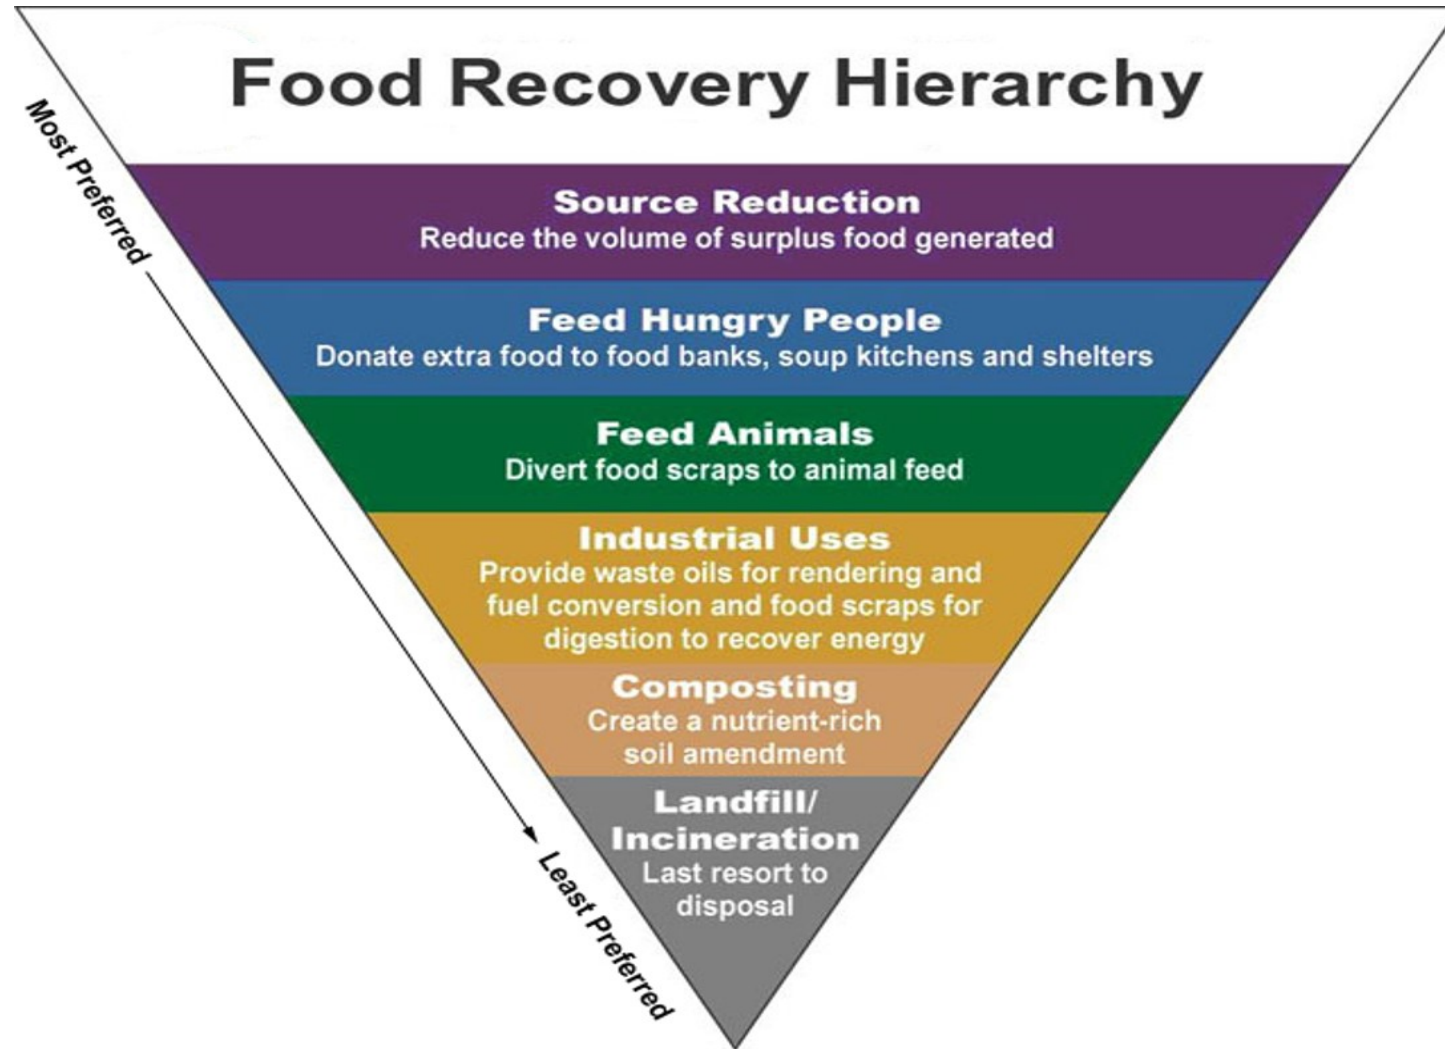 Food Recovery Hierarchy
Most Preferred
Source Reduction
Reduce the volume of surplus food generated
Feed Hungry People
Donate extra food to food banks, soup kitchens and shelters
Feed Animals
Divert food scraps to animal feed
Industrial Uses
Provide waste oils for rendering and
fuel conversion and food scraps for
digestion to recover energy
Composting
Create a nutrient-rich
soil amendment
Landfill/
Incineration
Last resort to
disposal
Least Preferred